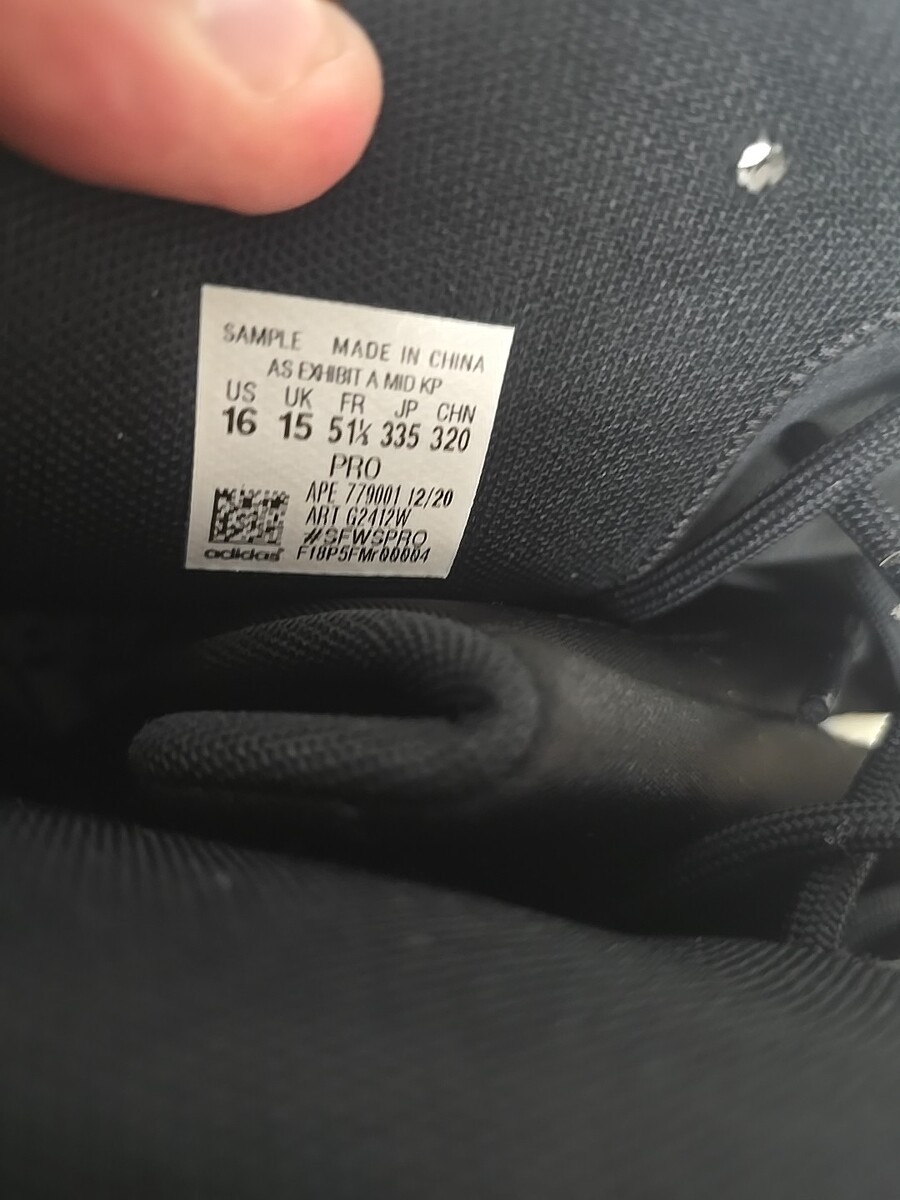 SAMPLE MADE IN CHINA
AS EXHIBIT A MID KP
US UK FR JP CHN
16 15 51⅓ 335 320
PRO
APE 779001 12/20
ART G2412W
#SFWSPRO
adidas F18P5FMr00004